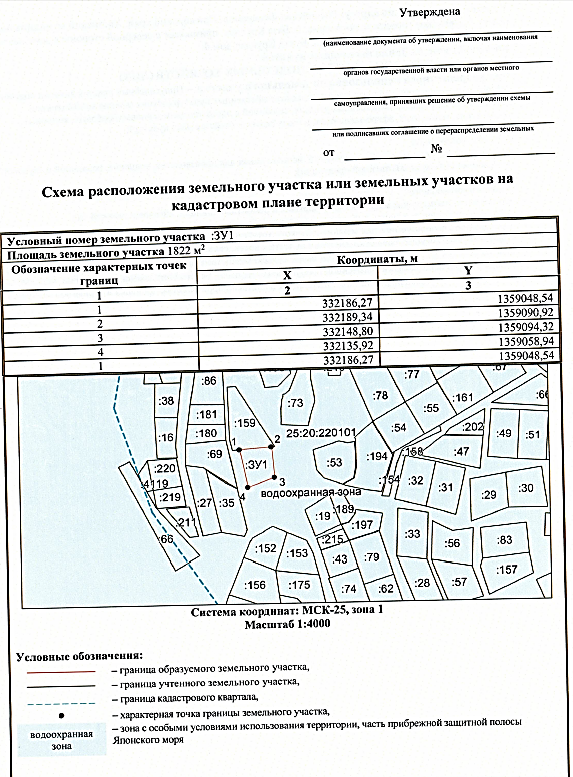 Утверждена
(наименование документа об утверждении, включая наименования
органов государственной власти или органов местного
самоуправления, принявших решение об утверждении схемы
или подписавших соглашение о перераспределении земельных
от № 
Схема расположения земельного участка или земельных участков на
кадастровом плане территории
Условный номер земельного участка :ЗУ1
Площадь земельного участка 1822 м²
Обозначение характерных точек границ Координаты, м
X Y
1 2 3
1 332186,27 1359048,54
2 332189,34 1359090,92
3 332148,80 1359094,32
4 332135,92 1359058,94
1 332186,27 1359048,54
:86 :77 :67
:38 :73 :78 :161 :66
:181 :159 :55
:16 :180 1 2 25:20:220101 :54 :202 :49 :51
:69 :ЗУ1 :53 :194 :158 :47
:220 3
:4119 4 водоохранная зона :154 :32 :31 :29 :30
:219 :27 :35
:211 :19 :189 :197 :33
:66 :215 :56 :83
:152 :153 :43 :79 :157
:156 :175 :74 :62 :28 :57
Система координат: МСК-25, зона 1
Масштаб 1:4000
Условные обозначения:
– граница образуемого земельного участка,
– граница учтенного земельного участка,
– граница кадастрового квартала,
– характерная точка границы земельного участка,
водоохранная зона
– зона с особыми условиями использования территории, часть прибрежной защитной полосы
Японского моря